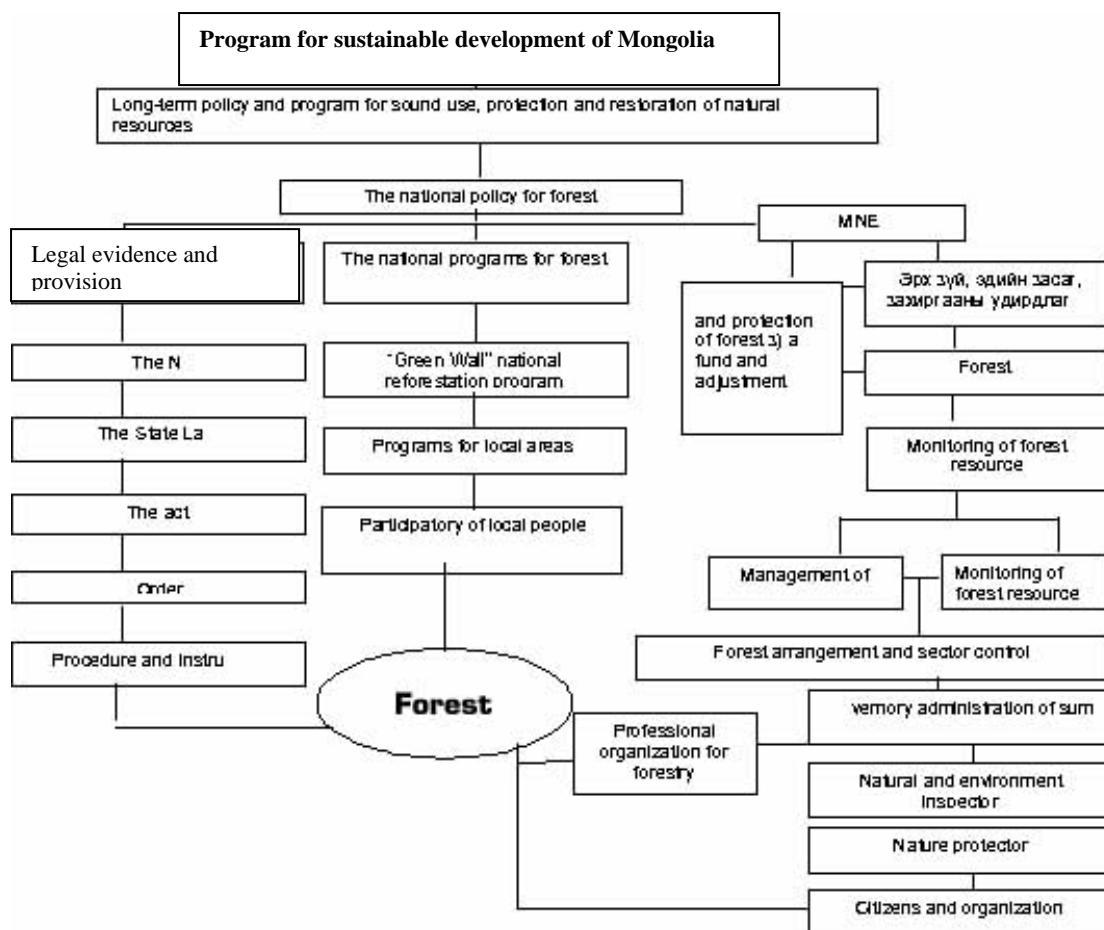 Program for sustainable development of Mongolia
Long-term policy and program for sound use, protection and restoration of natural
resources
The national policy for forest
MNE
Legal evidence and
provision
The national programs for forest
Эрх зүй, эдийн засаг,
захиргааны удирдлаг
and protection
of forest з) a
fund and
adjustment
The N
"Green Wall" national
reforestation program
Forest
The State La
Programs for local areas
Monitoring of forest
resource
The act
Participatory of local people
Order
Management of
Monitoring of
forest resource
Procedure and Instru
Forest arrangement and sector control
Forest
vernory administration of sum
Professional
organization for
forestry
Natural and environment
Inspector
Nature protector
Citizens and organization